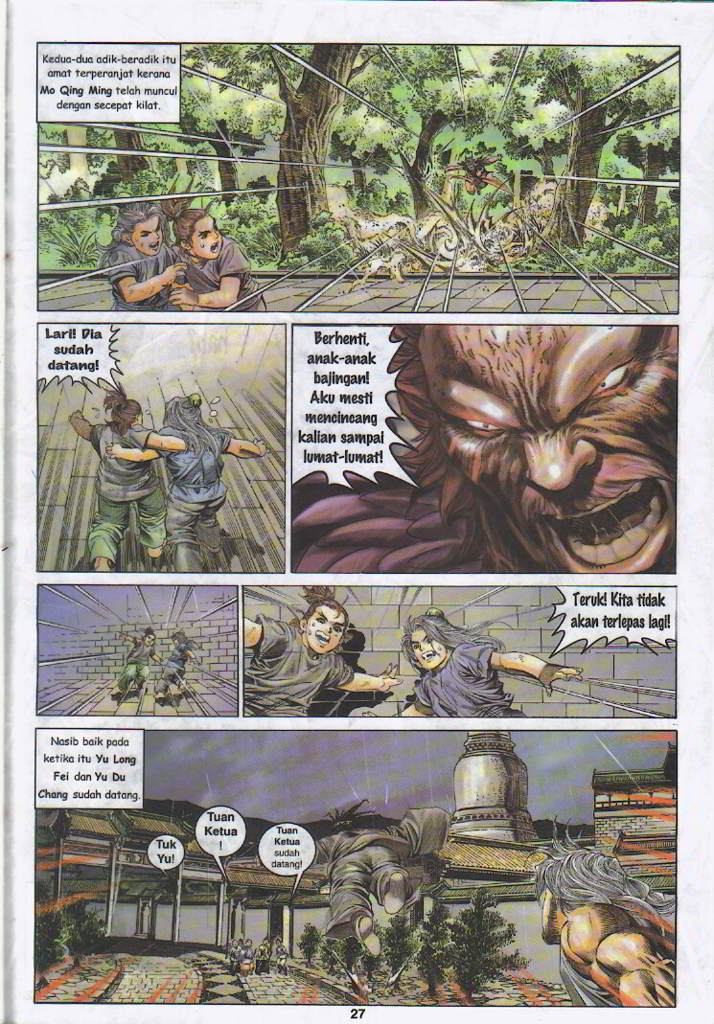 Kedua-dua adik-beradik itu
amat terperanjat kerana
Mo Qing Ming telah muncul
dengan secepat kilat.
Lari! Dia
sudah
datang!
Berhenti,
anak-anak
bajingan!
Aku mesti
mencincang
kalian sampai
lumat-lumat!
Teruk! Kita tidak
akan terlepas lagi!
Nasib baik pada
ketika itu Yu Long
Fei dan Yu Du
Chang sudah datang.
Tuk
Yu!
Tuan
Ketua
!
Tuan
Ketua
sudah
datang!
27